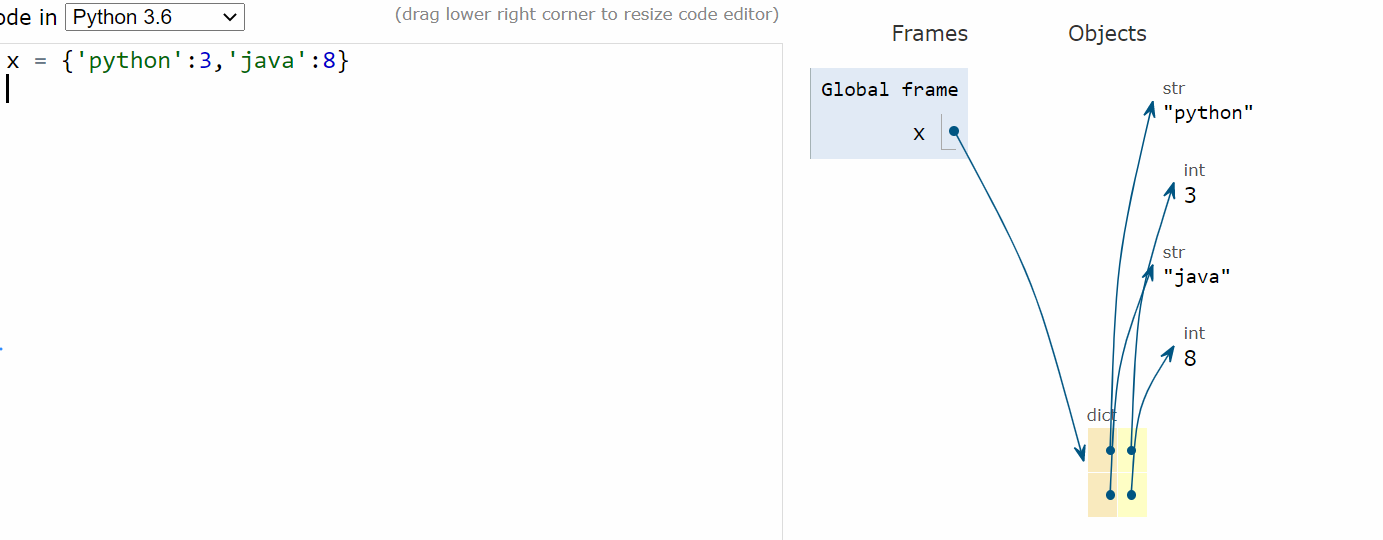 ode in Python 3.6
(drag lower right corner to resize code editor)
x = {'python':3,'java':8}
Frames
Objects
Global frame
x
str
"python"
int
3
str
"java"
int
8
dict